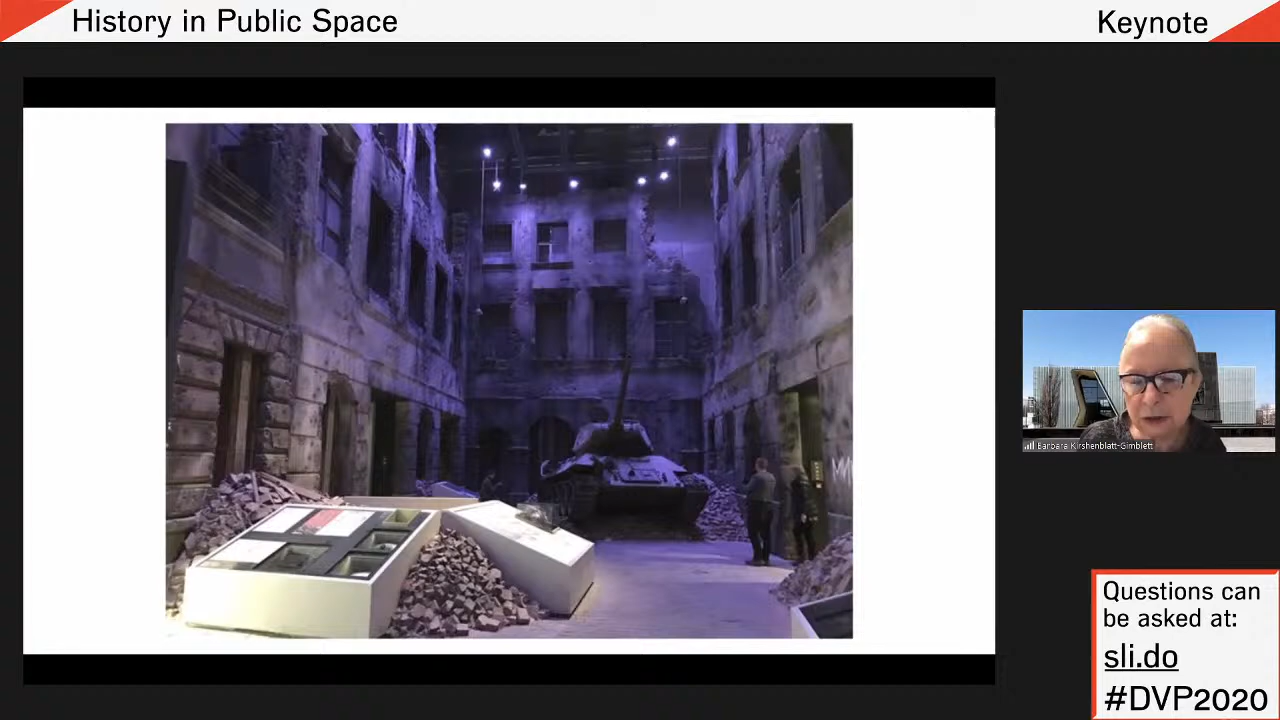 History in Public Space
Keynote
Barbara Kirshenblatt-Gimblett
Questions can
be asked at:
sli.do
#DVP2020